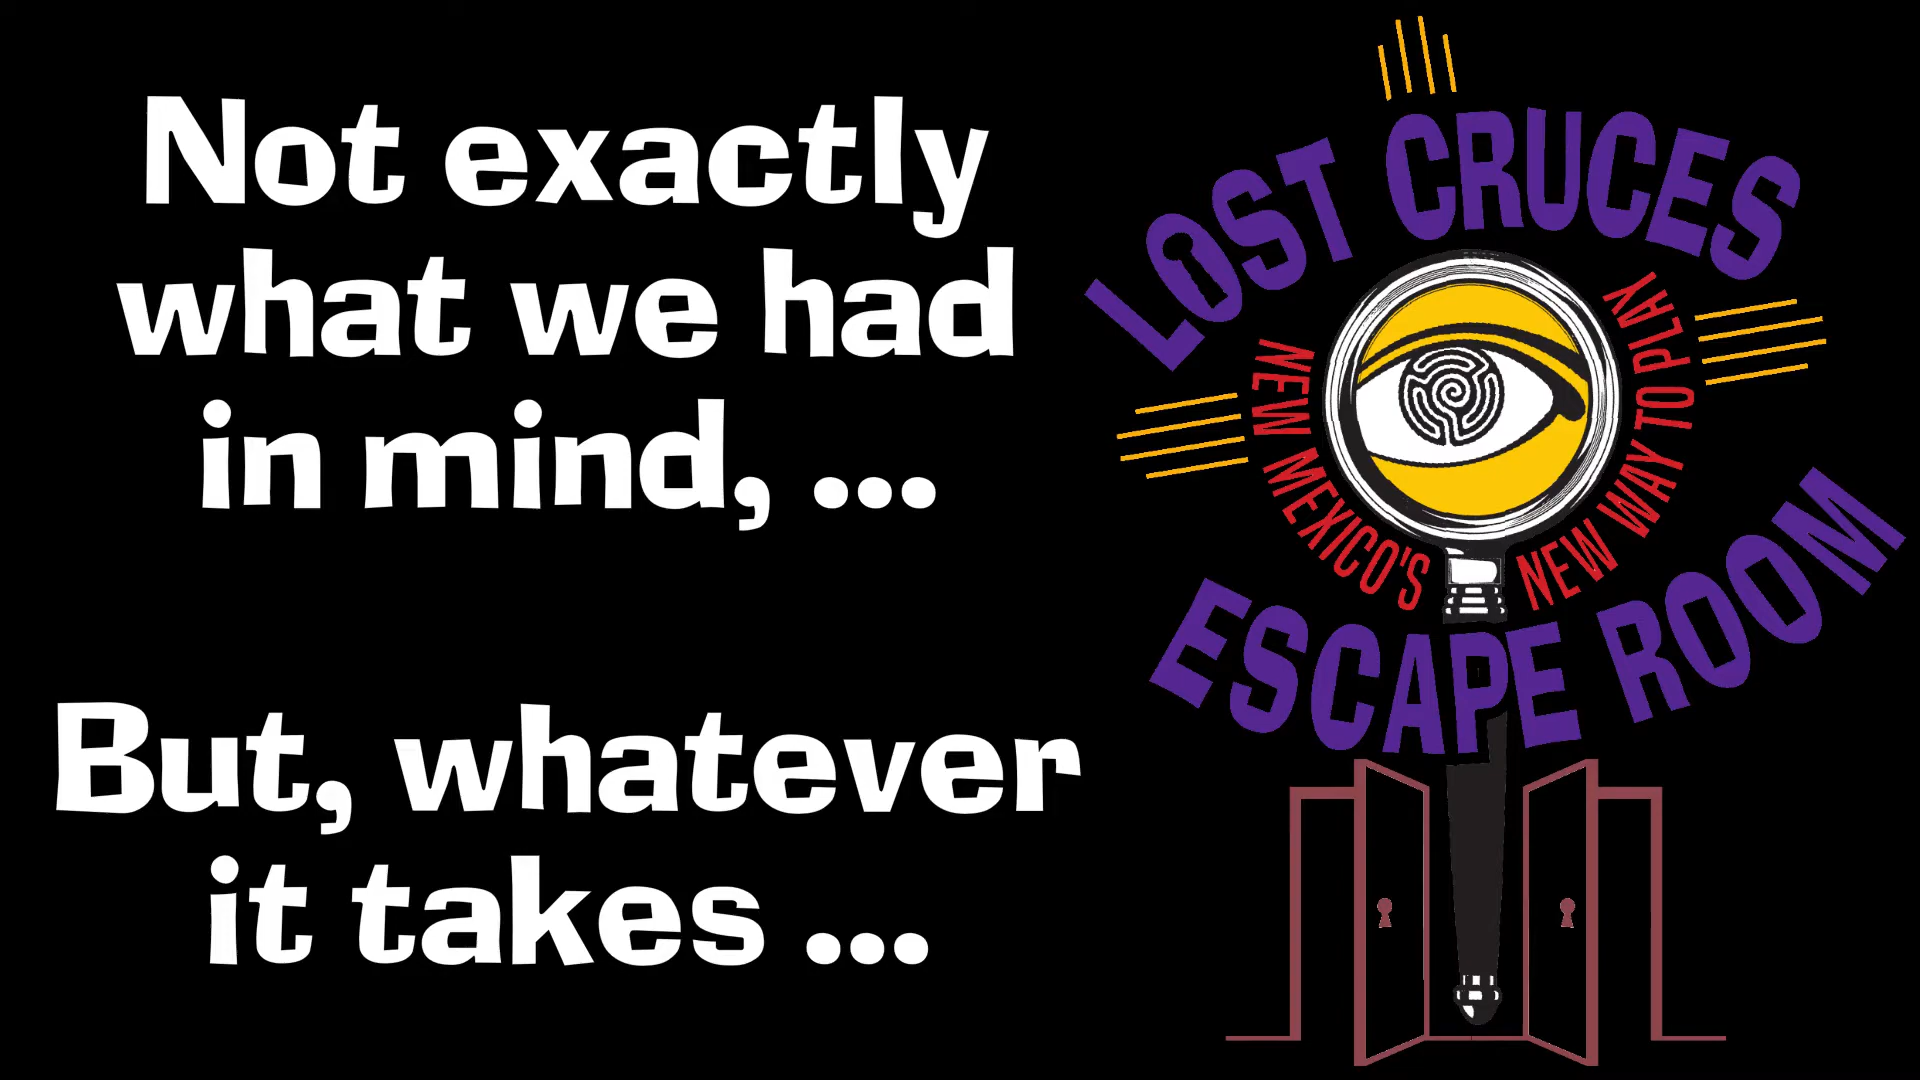 Not exactly
what we had
in mind, ...
But, whatever
it takes ...
LOST CRUCES
NEW MEXICO'S NEW WAY TO PLAY
ESCAPE ROOM